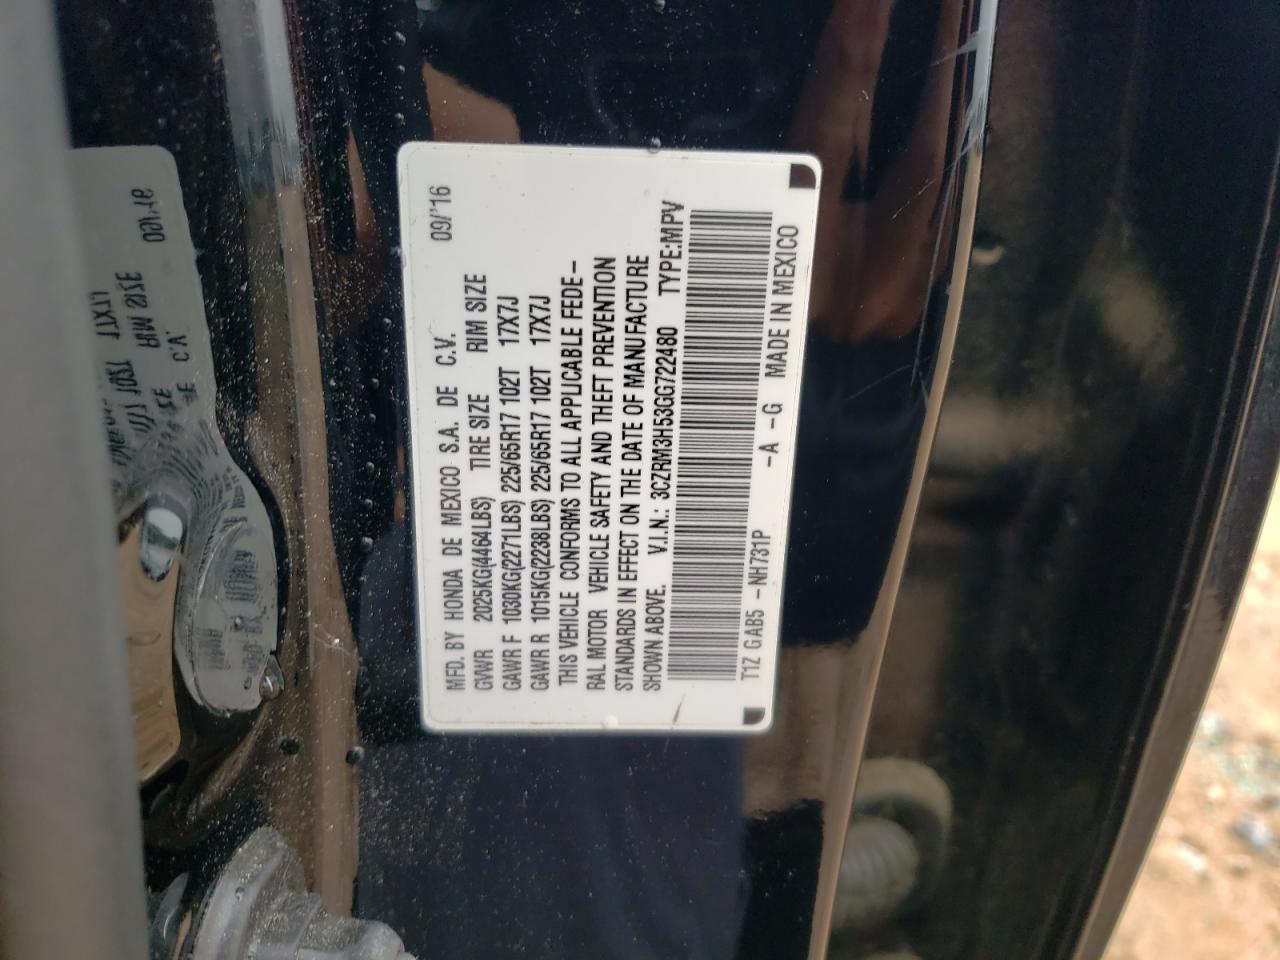 MFD. BY HONDA DE MEXICO S.A. DE C.V. 09/'16
GVWR 2025KG(4464LBS) TIRE SIZE RIM SIZE
GAWR F 1030KG(2271LBS) 225/65R17 102T 17X7J
GAWR R 1015KG(2238LBS) 225/65R17 102T 17X7J
THIS VEHICLE CONFORMS TO ALL APPLICABLE FEDE-
RAL MOTOR VEHICLE SAFETY AND THEFT PREVENTION
STANDARDS IN EFFECT ON THE DATE OF MANUFACTURE
SHOWN ABOVE. V.I.N.: 3CZRM3H53GG722480 TYPE:MPV
T1Z GAB5 -NH731P -A -G MADE IN MEXICO